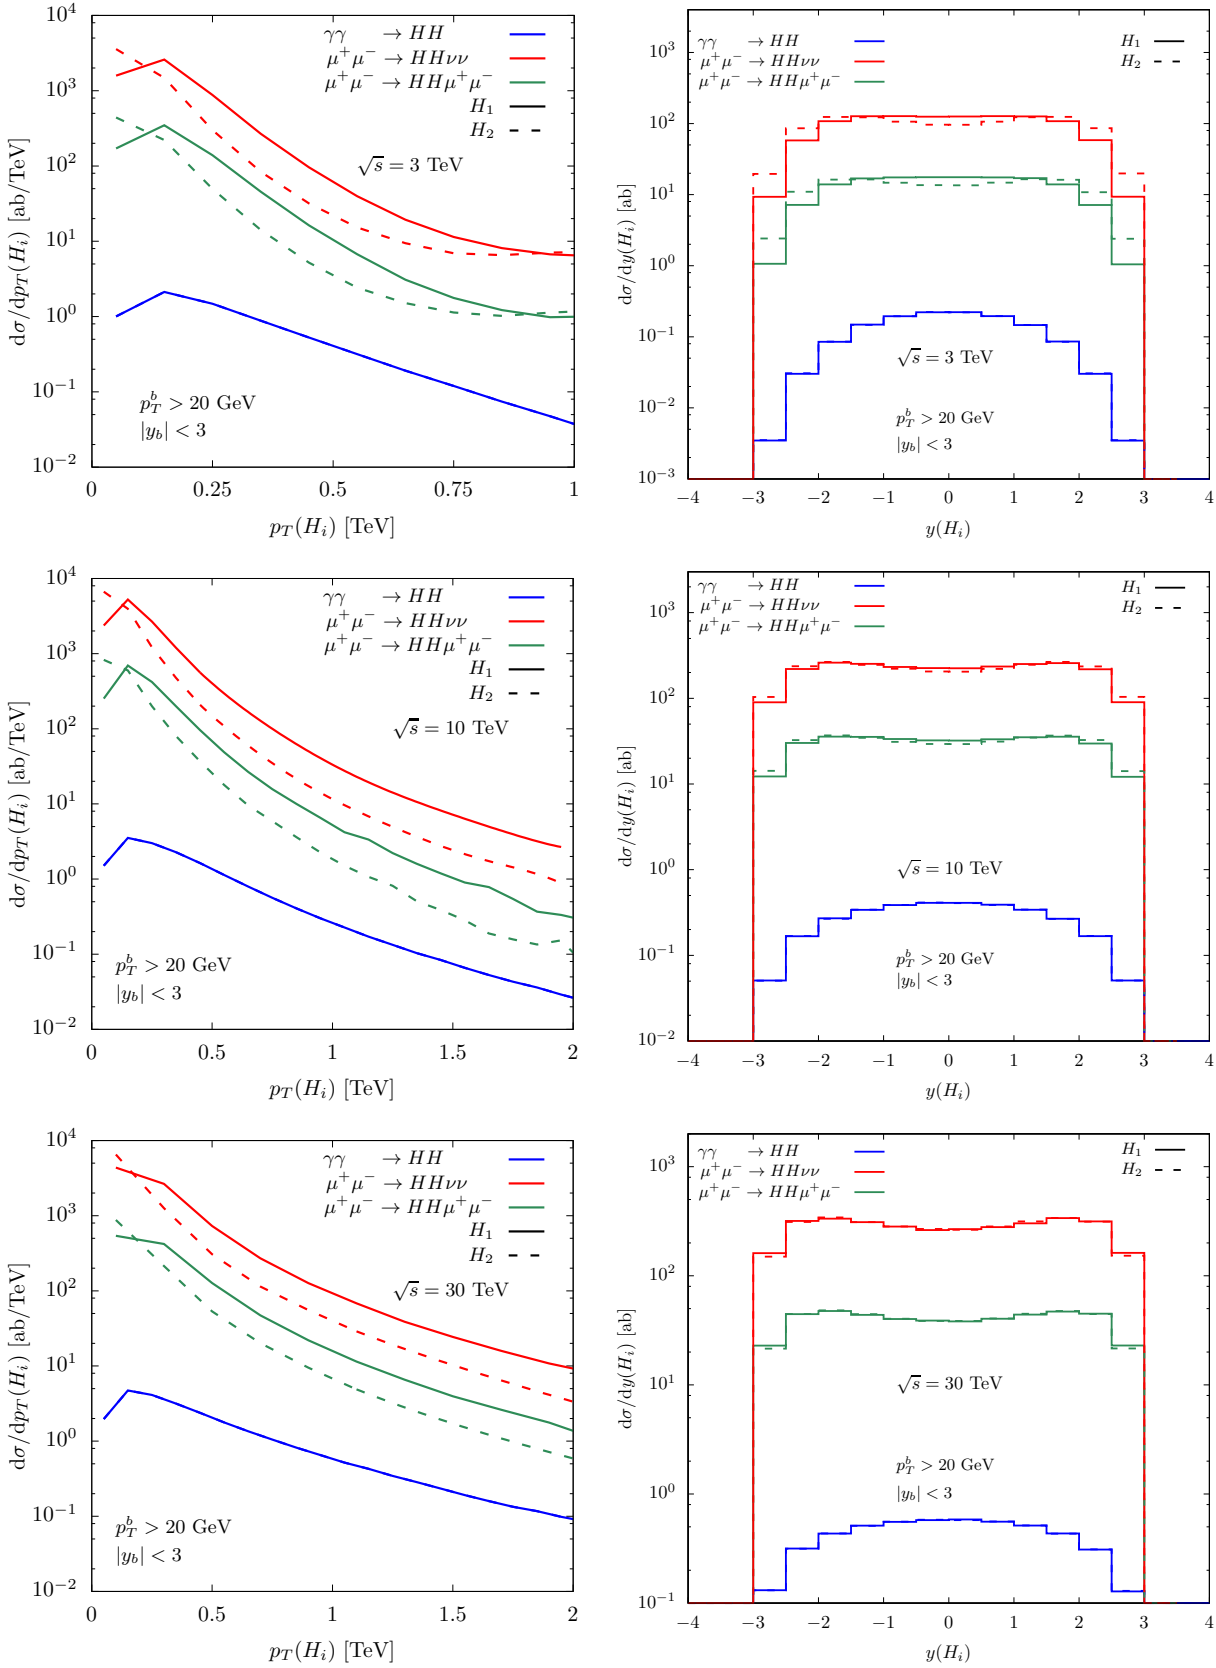 dσ/dp_T(H_i) [ab/TeV]
10^4
10^3
10^2
10^1
10^0
10^−1
10^−2
γγ → HH
μ^+μ^− → HHνν
μ^+μ^− → HHμ^+μ^−
H_1
H_2
√s = 3 TeV
p_T^b > 20 GeV
|y_b| < 3
0 0.25 0.5 0.75 1
p_T(H_i) [TeV]
dσ/dy(H_i) [ab]
10^3
10^2
10^1
10^0
10^−1
10^−2
10^−3
γγ → HH
μ^+μ^− → HHνν
μ^+μ^− → HHμ^+μ^−
H_1
H_2
√s = 3 TeV
p_T^b > 20 GeV
|y_b| < 3
−4 −3 −2 −1 0 1 2 3 4
y(H_i)
dσ/dp_T(H_i) [ab/TeV]
10^4
10^3
10^2
10^1
10^0
10^−1
10^−2
γγ → HH
μ^+μ^− → HHνν
μ^+μ^− → HHμ^+μ^−
H_1
H_2
√s = 10 TeV
p_T^b > 20 GeV
|y_b| < 3
0 0.5 1 1.5 2
p_T(H_i) [TeV]
dσ/dy(H_i) [ab]
10^3
10^2
10^1
10^0
10^−1
10^−2
γγ → HH
μ^+μ^− → HHνν
μ^+μ^− → HHμ^+μ^−
H_1
H_2
√s = 10 TeV
p_T^b > 20 GeV
|y_b| < 3
−4 −3 −2 −1 0 1 2 3 4
y(H_i)
dσ/dp_T(H_i) [ab/TeV]
10^4
10^3
10^2
10^1
10^0
10^−1
10^−2
γγ → HH
μ^+μ^− → HHνν
μ^+μ^− → HHμ^+μ^−
H_1
H_2
√s = 30 TeV
p_T^b > 20 GeV
|y_b| < 3
0 0.5 1 1.5 2
p_T(H_i) [TeV]
dσ/dy(H_i) [ab]
10^3
10^2
10^1
10^0
10^−1
γγ → HH
μ^+μ^− → HHνν
μ^+μ^− → HHμ^+μ^−
H_1
H_2
√s = 30 TeV
p_T^b > 20 GeV
|y_b| < 3
−4 −3 −2 −1 0 1 2 3 4
y(H_i)